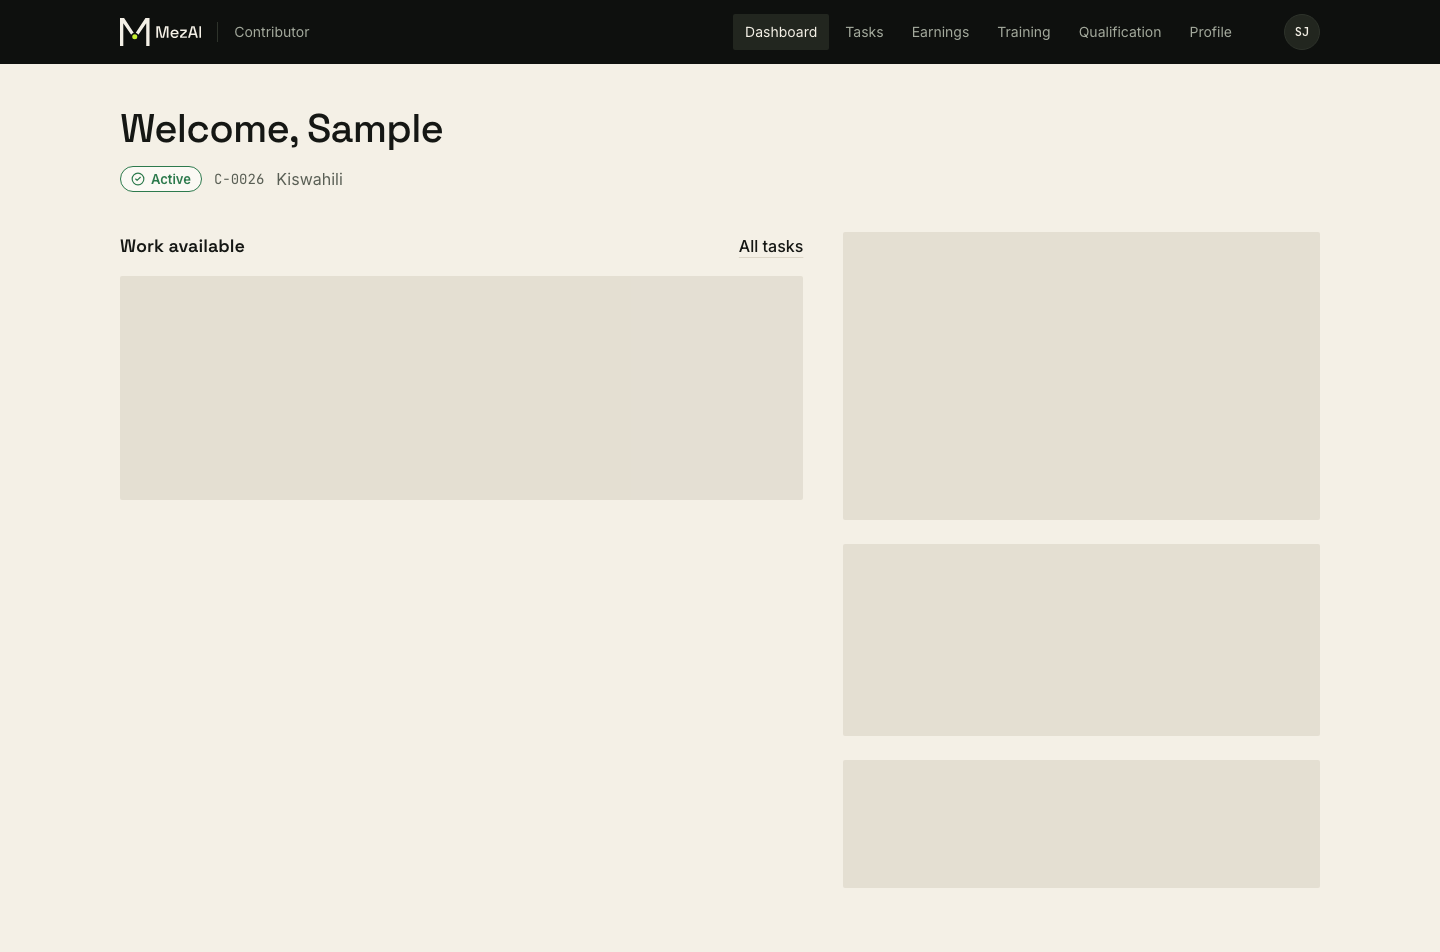 MezAI
Contributor
Dashboard
Tasks
Earnings
Training
Qualification
Profile
SJ
Welcome, Sample
Active
C-0026
Kiswahili
Work available
All tasks